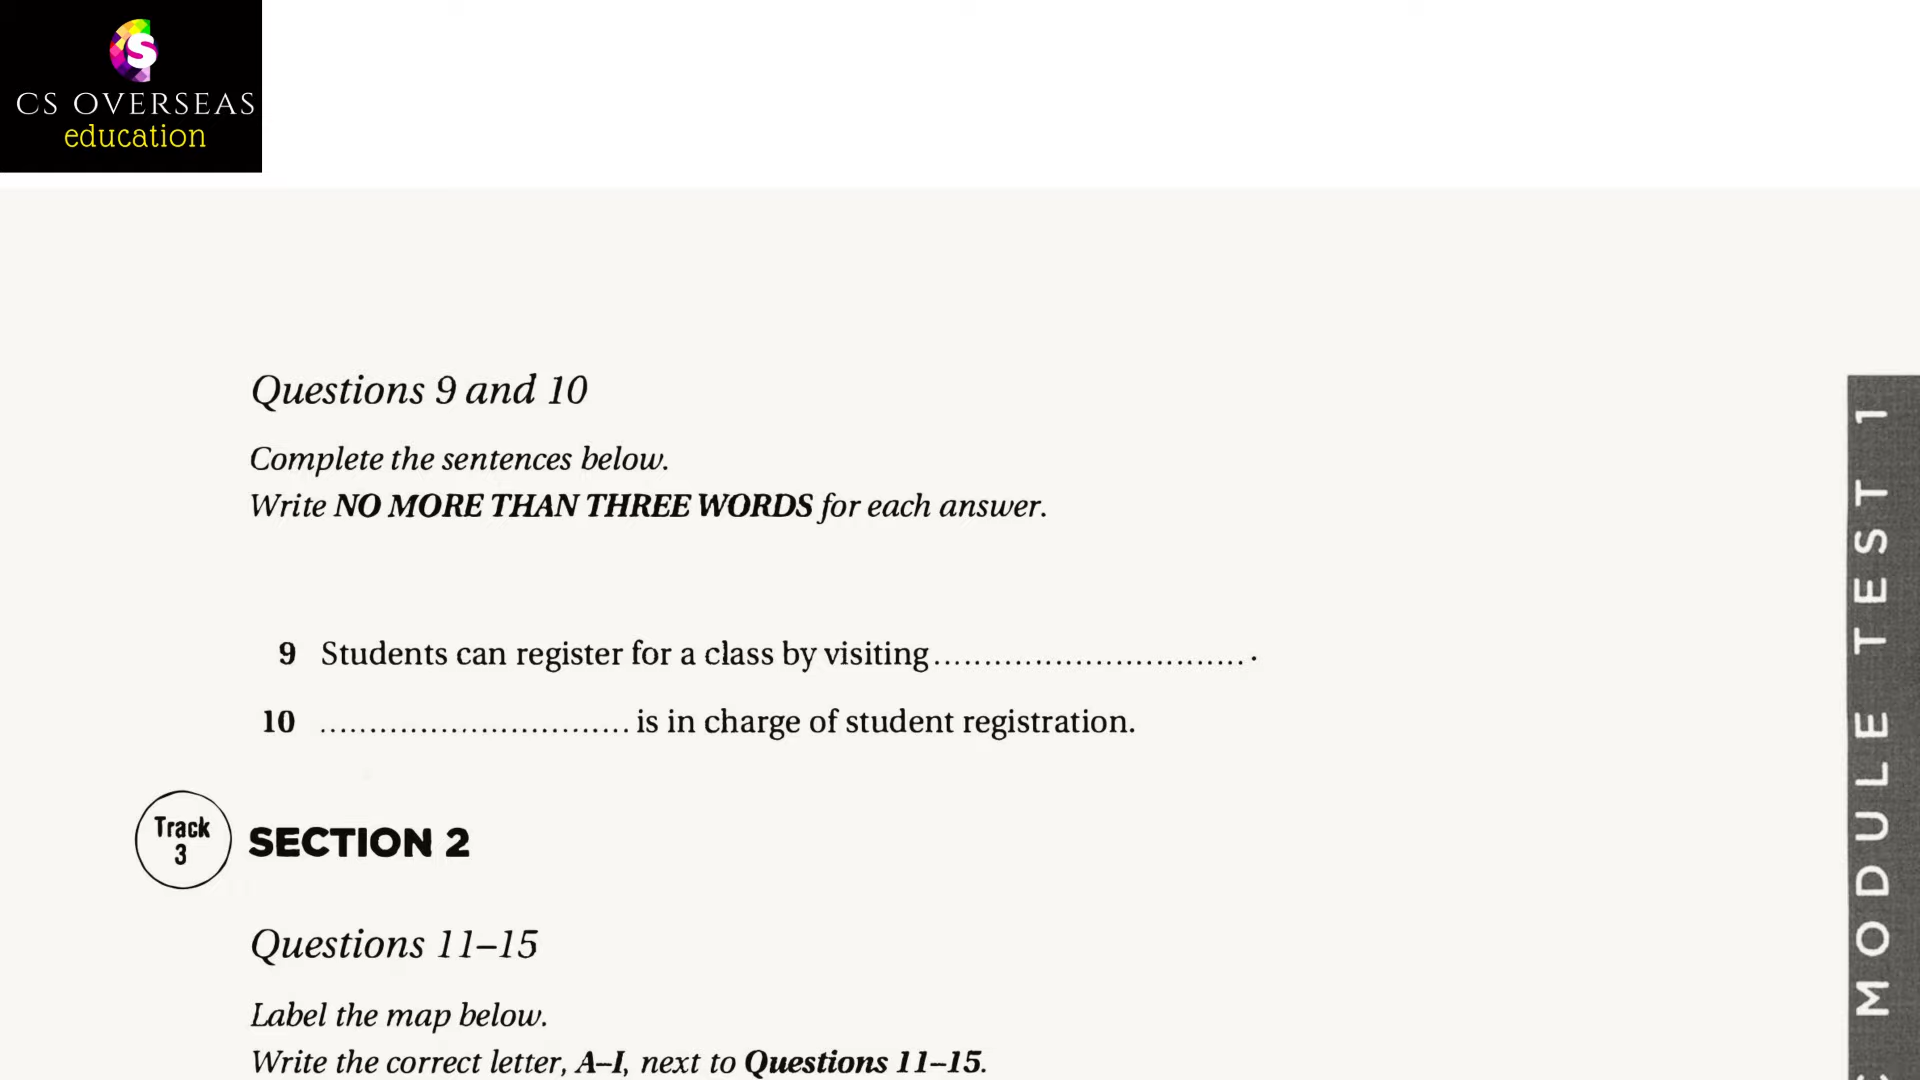 CS OVERSEAS
education
Questions 9 and 10
Complete the sentences below.
Write NO MORE THAN THREE WORDS for each answer.
9 Students can register for a class by visiting ............................... .
10 ............................... is in charge of student registration.
Track
3
SECTION 2
Questions 11–15
Label the map below.
Write the correct letter, A–I, next to Questions 11–15.
MODULE TEST 1